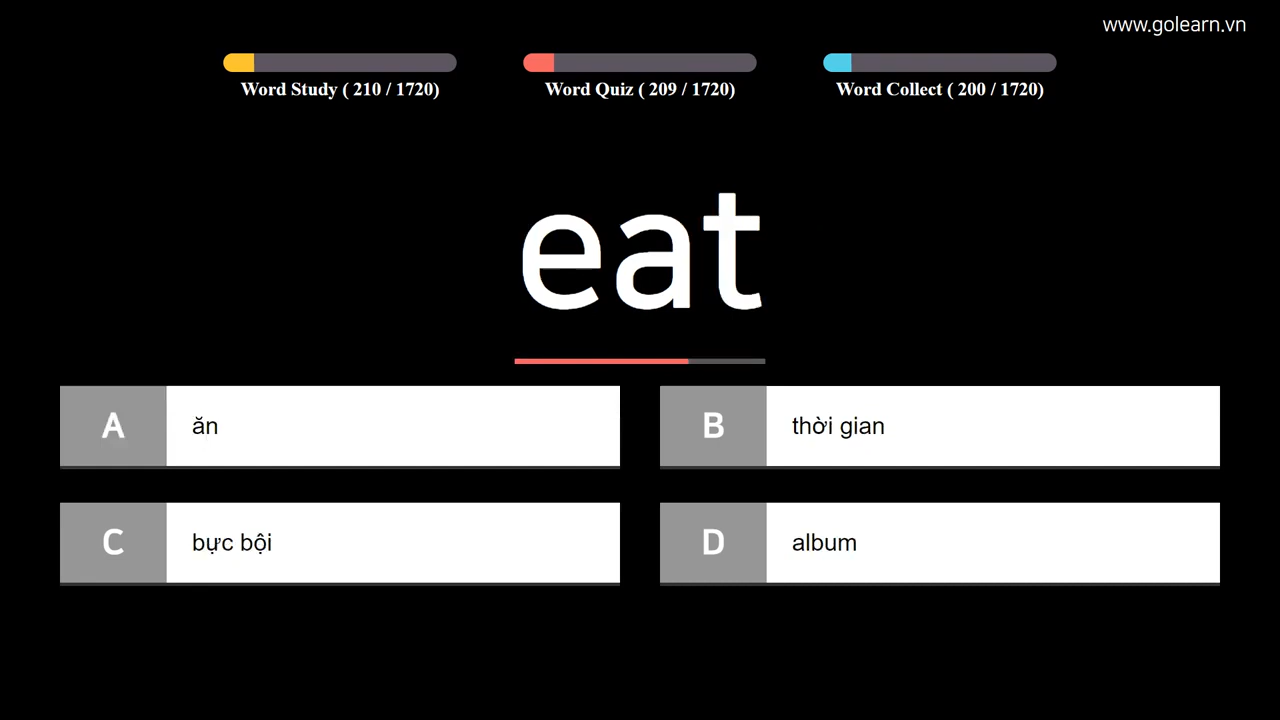 www.golearn.vn
Word Study ( 210 / 1720)
Word Quiz ( 209 / 1720)
Word Collect ( 200 / 1720)
eat
A ăn
B thời gian
C bực bội
D album